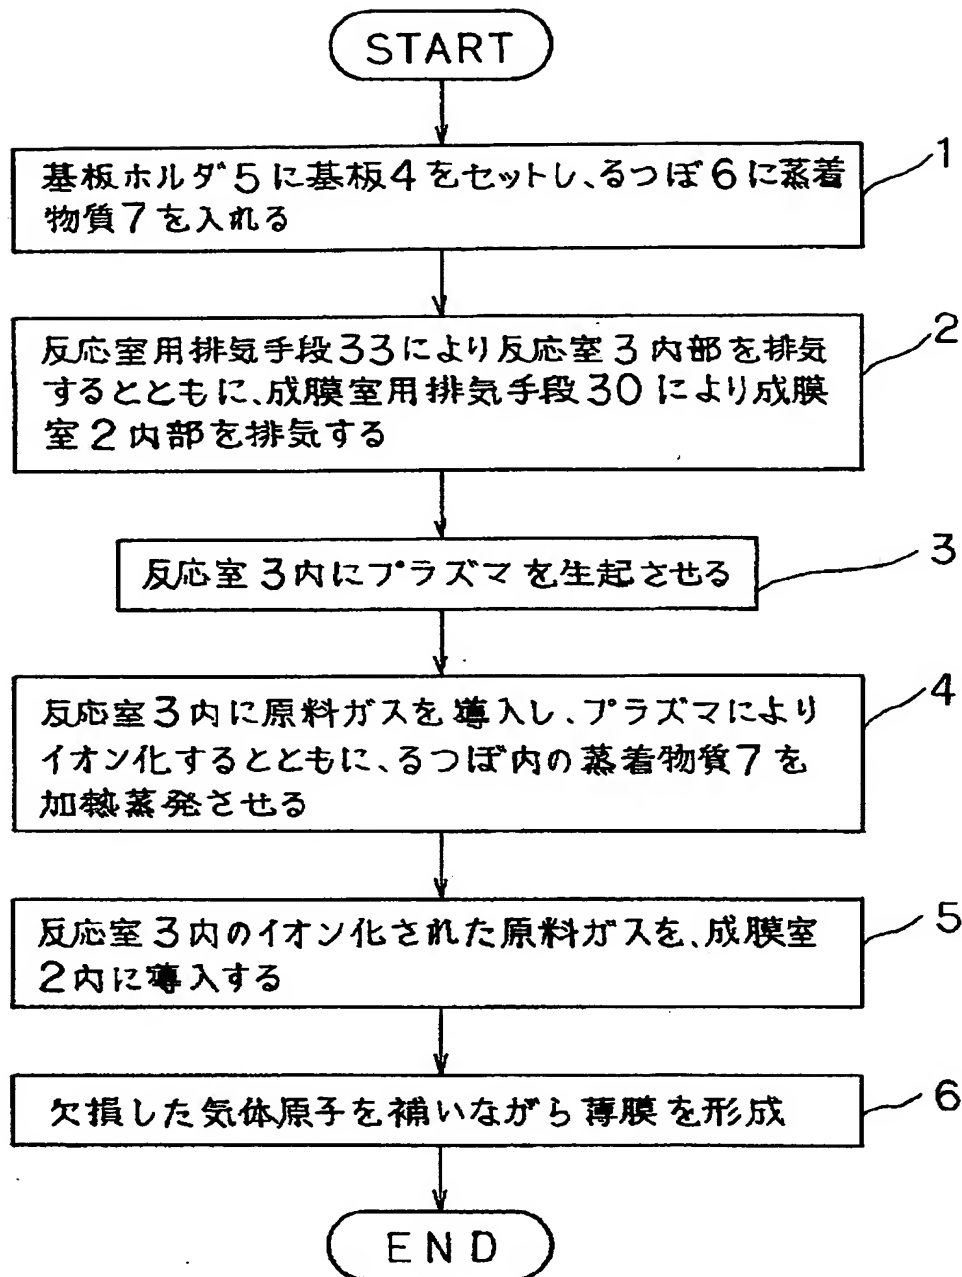 START
基板ホルダ5に基板4をセットし、るつぼ6に蒸着
物質7を入れる
1
反応室用排気手段33により反応室3内部を排気
するとともに、成膜室用排気手段30により成膜
室2内部を排気する
2
反応室3内にプラズマを生起させる
3
反応室3内に原料ガスを導入し、プラズマにより
イオン化するとともに、るつぼ内の蒸着物質7を
加熱蒸発させる
4
反応室3内のイオン化された原料ガスを、成膜室
2内に導入する
5
欠損した気体原子を補いながら薄膜を形成
6
END